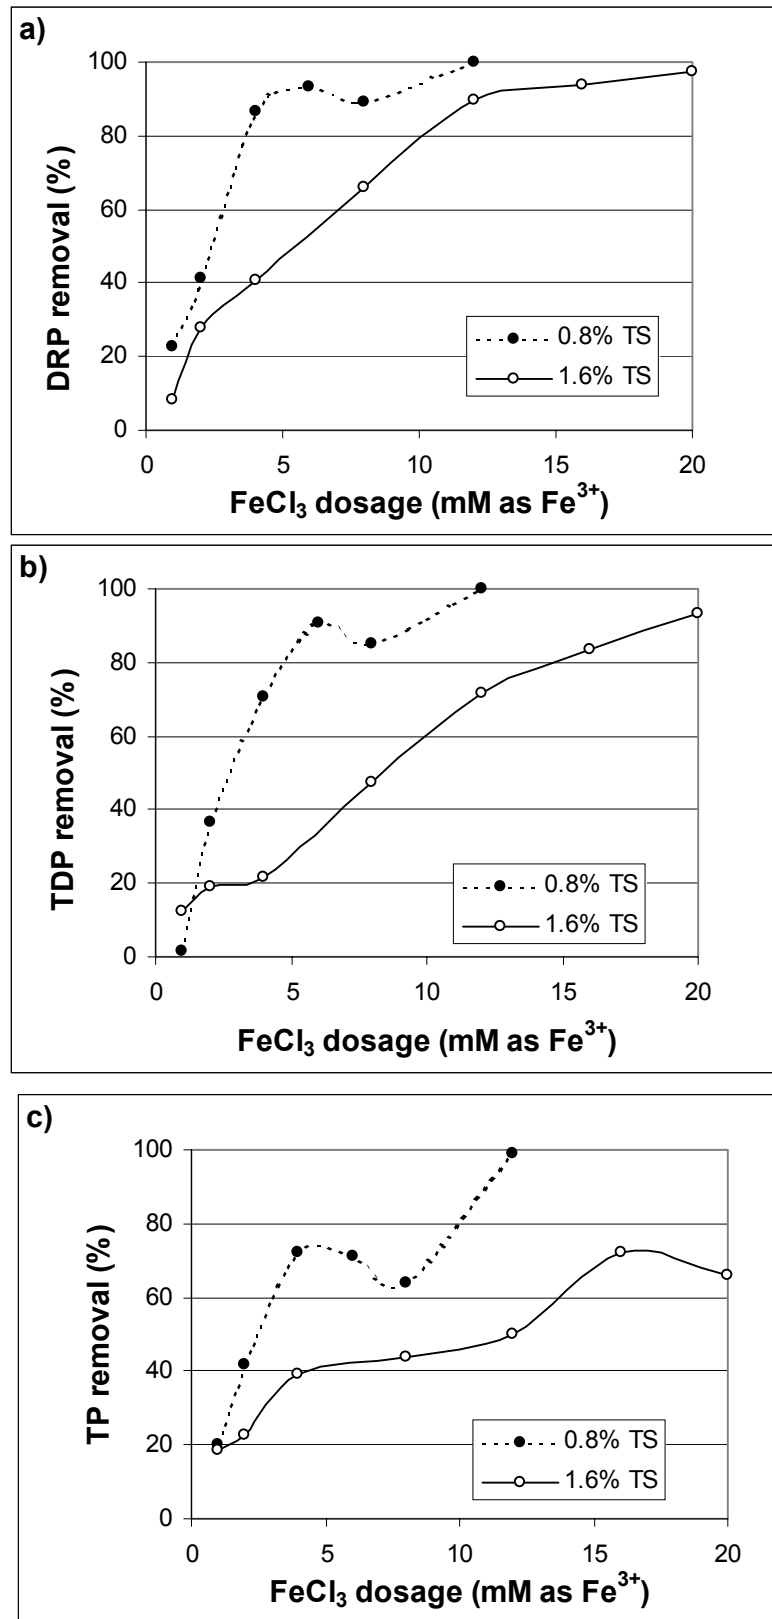 a)
100
80
60
40
20
0
DRP removal (%)
0.8% TS
1.6% TS
0 5 10 15 20
FeCl₃ dosage (mM as Fe³⁺)
b)
100
80
60
40
20
0
TDP removal (%)
0.8% TS
1.6% TS
0 5 10 15 20
FeCl₃ dosage (mM as Fe³⁺)
c)
100
80
60
40
20
0
TP removal (%)
0.8% TS
1.6% TS
0 5 10 15 20
FeCl₃ dosage (mM as Fe³⁺)